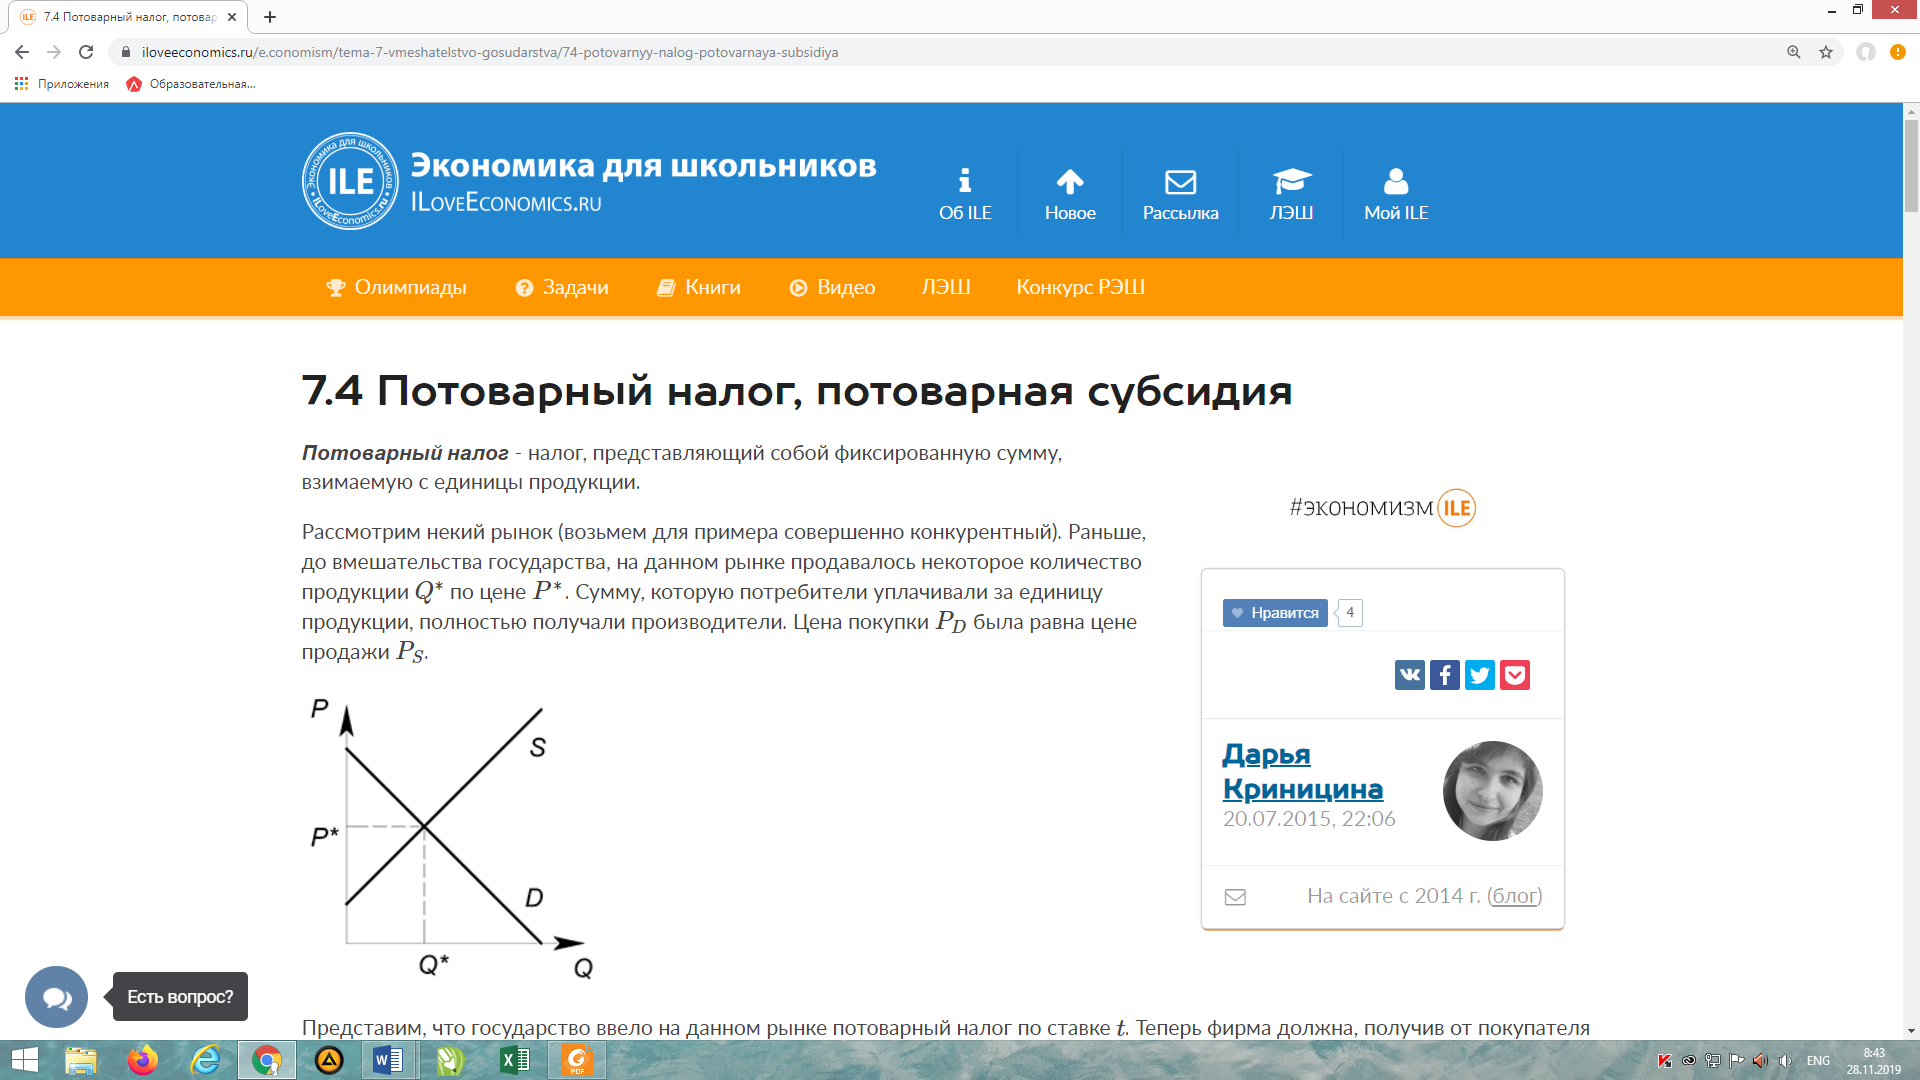 7.4 Потоварный налог, потовар
iloveeconomics.ru/e.conomism/tema-7-vmeshatelstvo-gosudarstva/74-potovarnyy-nalog-potovarnaya-subsidiya
Приложения
Образовательная...
Экономика для школьников
ILoveEconomics.ru
ILE
Об ILE
Новое
Рассылка
ЛЭШ
Мой ILE
Олимпиады
Задачи
Книги
Видео
ЛЭШ
Конкурс РЭШ
7.4 Потоварный налог, потоварная субсидия
Потоварный налог - налог, представляющий собой фиксированную сумму,
взимаемую с единицы продукции.
Рассмотрим некий рынок (возьмем для примера совершенно конкурентный). Раньше,
до вмешательства государства, на данном рынке продавалось некоторое количество
продукции Q* по цене P*. Сумму, которую потребители уплачивали за единицу
продукции, полностью получали производители. Цена покупки P_D была равна цене
продажи P_S.
P
S
P*
D
Q*
Q
Представим, что государство ввело на данном рынке потоварный налог по ставке t. Теперь фирма должна, получив от покупателя
#экономизм ILE
Нравится
4
Дарья
Криницина
20.07.2015, 22:06
На сайте с 2014 г. (блог)
Есть вопрос?
ENG
8:43
28.11.2019